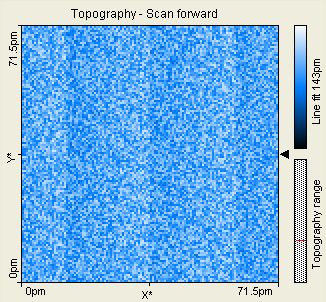 Topography - Scan forward
71.5pm
Y*
0pm
0pm
X*
71.5pm
Line fit 143pm
Topography range